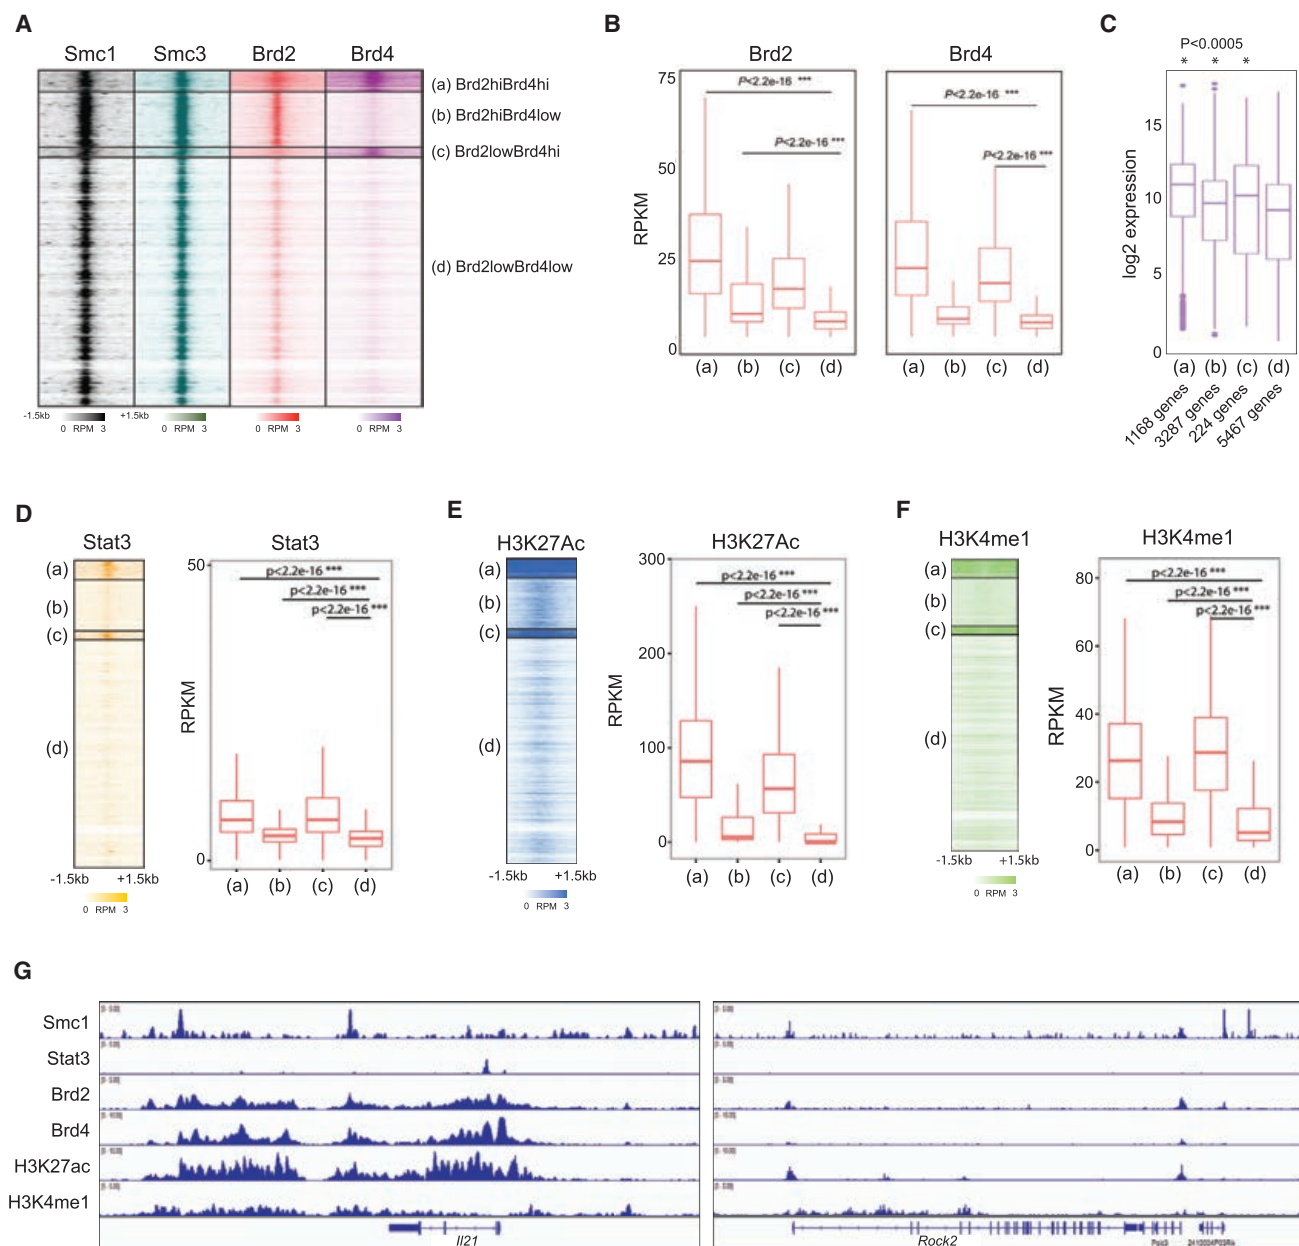 A
Smc1 Smc3 Brd2 Brd4
(a) Brd2hiBrd4hi
(b) Brd2hiBrd4low
(c) Brd2lowBrd4hi
(d) Brd2lowBrd4low
-1.5kb +1.5kb
0 RPM 3 0 RPM 3 0 RPM 3 0 RPM 3
B
Brd2 Brd4
RPKM
75
50
25
0
P<2.2e-16 ***
P<2.2e-16 ***
P<2.2e-16 ***
P<2.2e-16 ***
(a) (b) (c) (d) (a) (b) (c) (d)
C
P<0.0005
* * *
log2 expression
15
10
5
0
(a) (b) (c) (d)
1168 genes
3287 genes
224 genes
5467 genes
D
Stat3 Stat3
(a)
(b)
(c)
(d)
-1.5kb +1.5kb
0 RPM 3
RPKM
50
0
p<2.2e-16 ***
p<2.2e-16 ***
p<2.2e-16 ***
(a) (b) (c) (d)
E
H3K27Ac H3K27Ac
(a)
(b)
(c)
(d)
-1.5kb +1.5kb
0 RPM 3
RPKM
300
200
100
0
p<2.2e-16 ***
p<2.2e-16 ***
p<2.2e-16 ***
(a) (b) (c) (d)
F
H3K4me1 H3K4me1
(a)
(b)
(c)
(d)
-1.5kb +1.5kb
0 RPM 3
RPKM
80
60
40
20
0
p<2.2e-16 ***
p<2.2e-16 ***
p<2.2e-16 ***
(a) (b) (c) (d)
G
Smc1
Stat3
Brd2
Brd4
H3K27ac
H3K4me1
Il21
Rock2